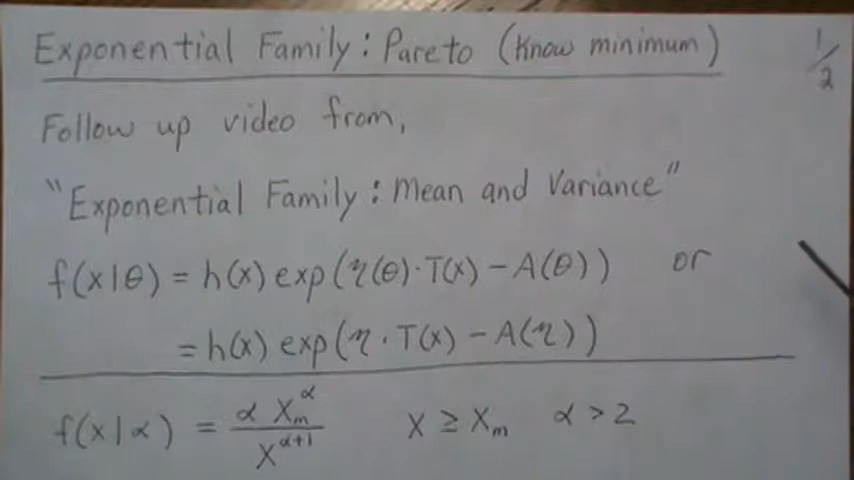 Exponential Family: Pareto (Know minimum) 1/2
Follow up video from,
"Exponential Family: Mean and Variance"
f(x|θ) = h(x) exp(η(θ)·T(x) − A(θ)) or
= h(x) exp(η · T(x) − A(η))
f(x|α) = α X_m^α / X^(α+1) X ≥ X_m α > 2